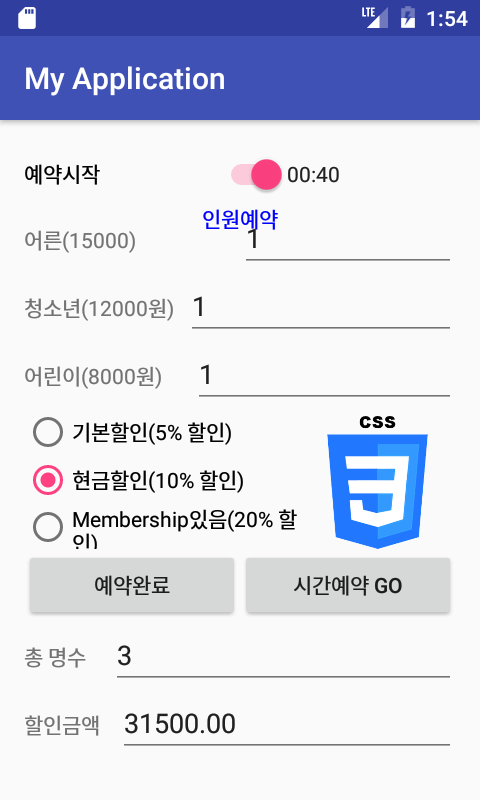 LTE 1:54
My Application
예약시작 00:40
인원예약
어른(15000) 1
청소년(12000원) 1
어린이(8000원) 1
기본할인(5% 할인)
CSS
현금할인(10% 할인)
3
Membership있음(20% 할
인)
예약완료 시간예약 GO
총 명수 3
할인금액 31500.00